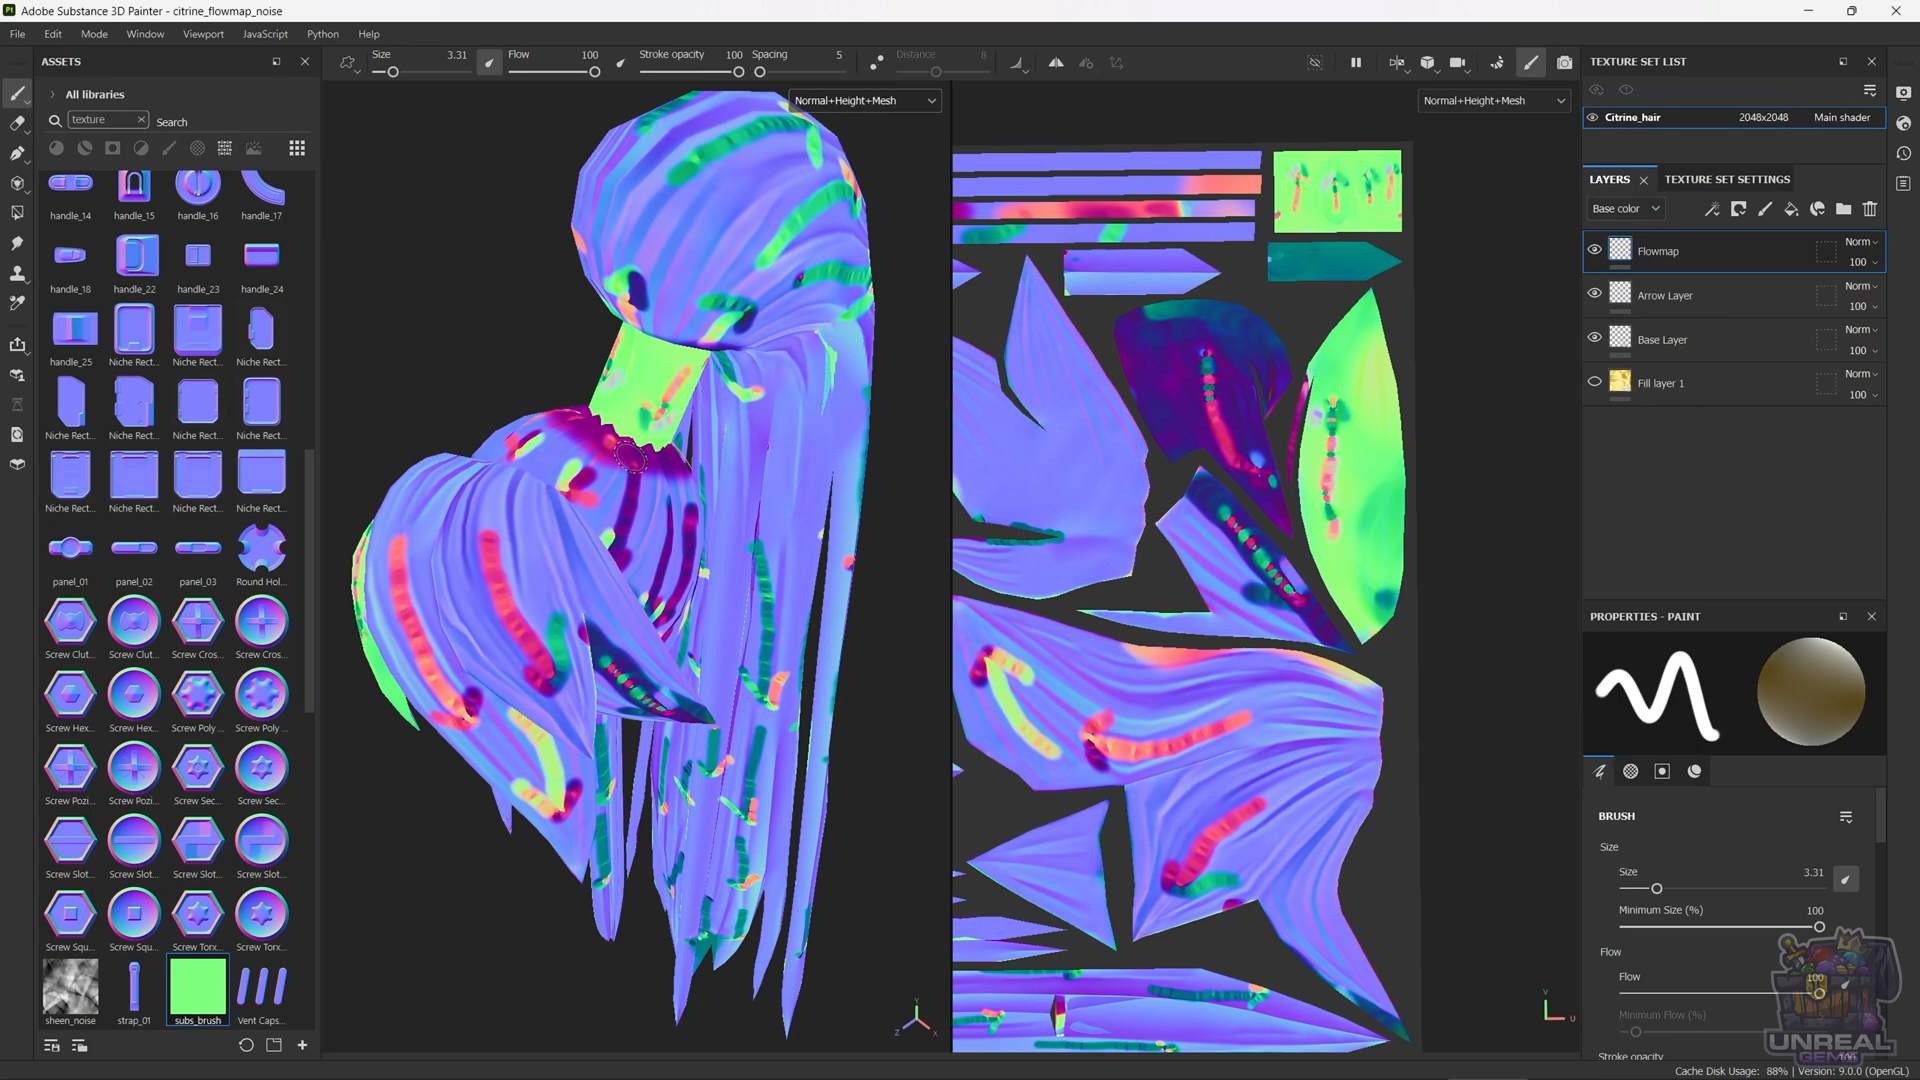 Adobe Substance 3D Painter - citrine_flowmap_noise
File Edit Mode Window Viewport JavaScript Python Help
ASSETS
All libraries
texture
Search
handle_14 handle_15 handle_16 handle_17
handle_18 handle_22 handle_23 handle_24
handle_25 Niche Rect... Niche Rect... Niche Rect...
Niche Rect... Niche Rect... Niche Rect... Niche Rect...
Niche Rect... Niche Rect... Niche Rect... Niche Rect...
panel_01 panel_02 panel_03 Round Hol...
Screw Clut... Screw Clut... Screw Cros... Screw Cros...
Screw Hex... Screw Hex... Screw Poly ... Screw Poly ...
Screw Pozi... Screw Pozi... Screw Sec... Screw Sec...
Screw Slot... Screw Slot... Screw Slot... Screw Slot...
Screw Squ... Screw Squ... Screw Torx... Screw Torx...
sheen_noise strap_01 subs_brush Vent Caps...
Size 3.31 Flow 100 Stroke opacity 100 Spacing 5 Distance 8
Normal+Height+Mesh
Normal+Height+Mesh
Y
Z X
V
U
TEXTURE SET LIST
Citrine_hair 2048x2048 Main shader
LAYERS TEXTURE SET SETTINGS
Base color
Flowmap Norm 100
Arrow Layer Norm 100
Base Layer Norm 100
Fill layer 1 Norm 100
PROPERTIES - PAINT
BRUSH
Size
Size 3.31
Minimum Size (%) 100
Flow
Flow 100
Minimum Flow (%)
Stroke opacity 100
UNREAL
GEMS
Cache Disk Usage: 88% | Version: 9.0.0 (OpenGL)